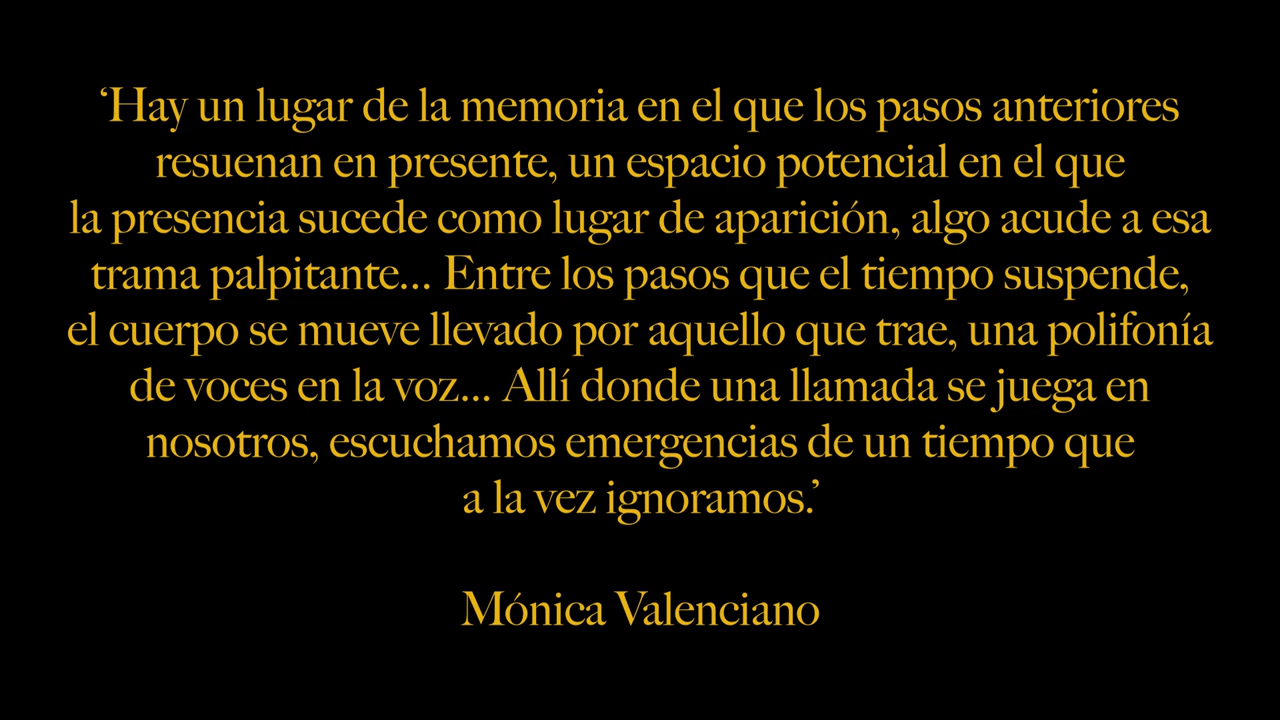 ‘Hay un lugar de la memoria en el que los pasos anteriores
resuenan en presente, un espacio potencial en el que
la presencia sucede como lugar de aparición, algo acude a esa
trama palpitante... Entre los pasos que el tiempo suspende,
el cuerpo se mueve llevado por aquello que trae, una polifonía
de voces en la voz... Allí donde una llamada se juega en
nosotros, escuchamos emergencias de un tiempo que
a la vez ignoramos.’
Mónica Valenciano